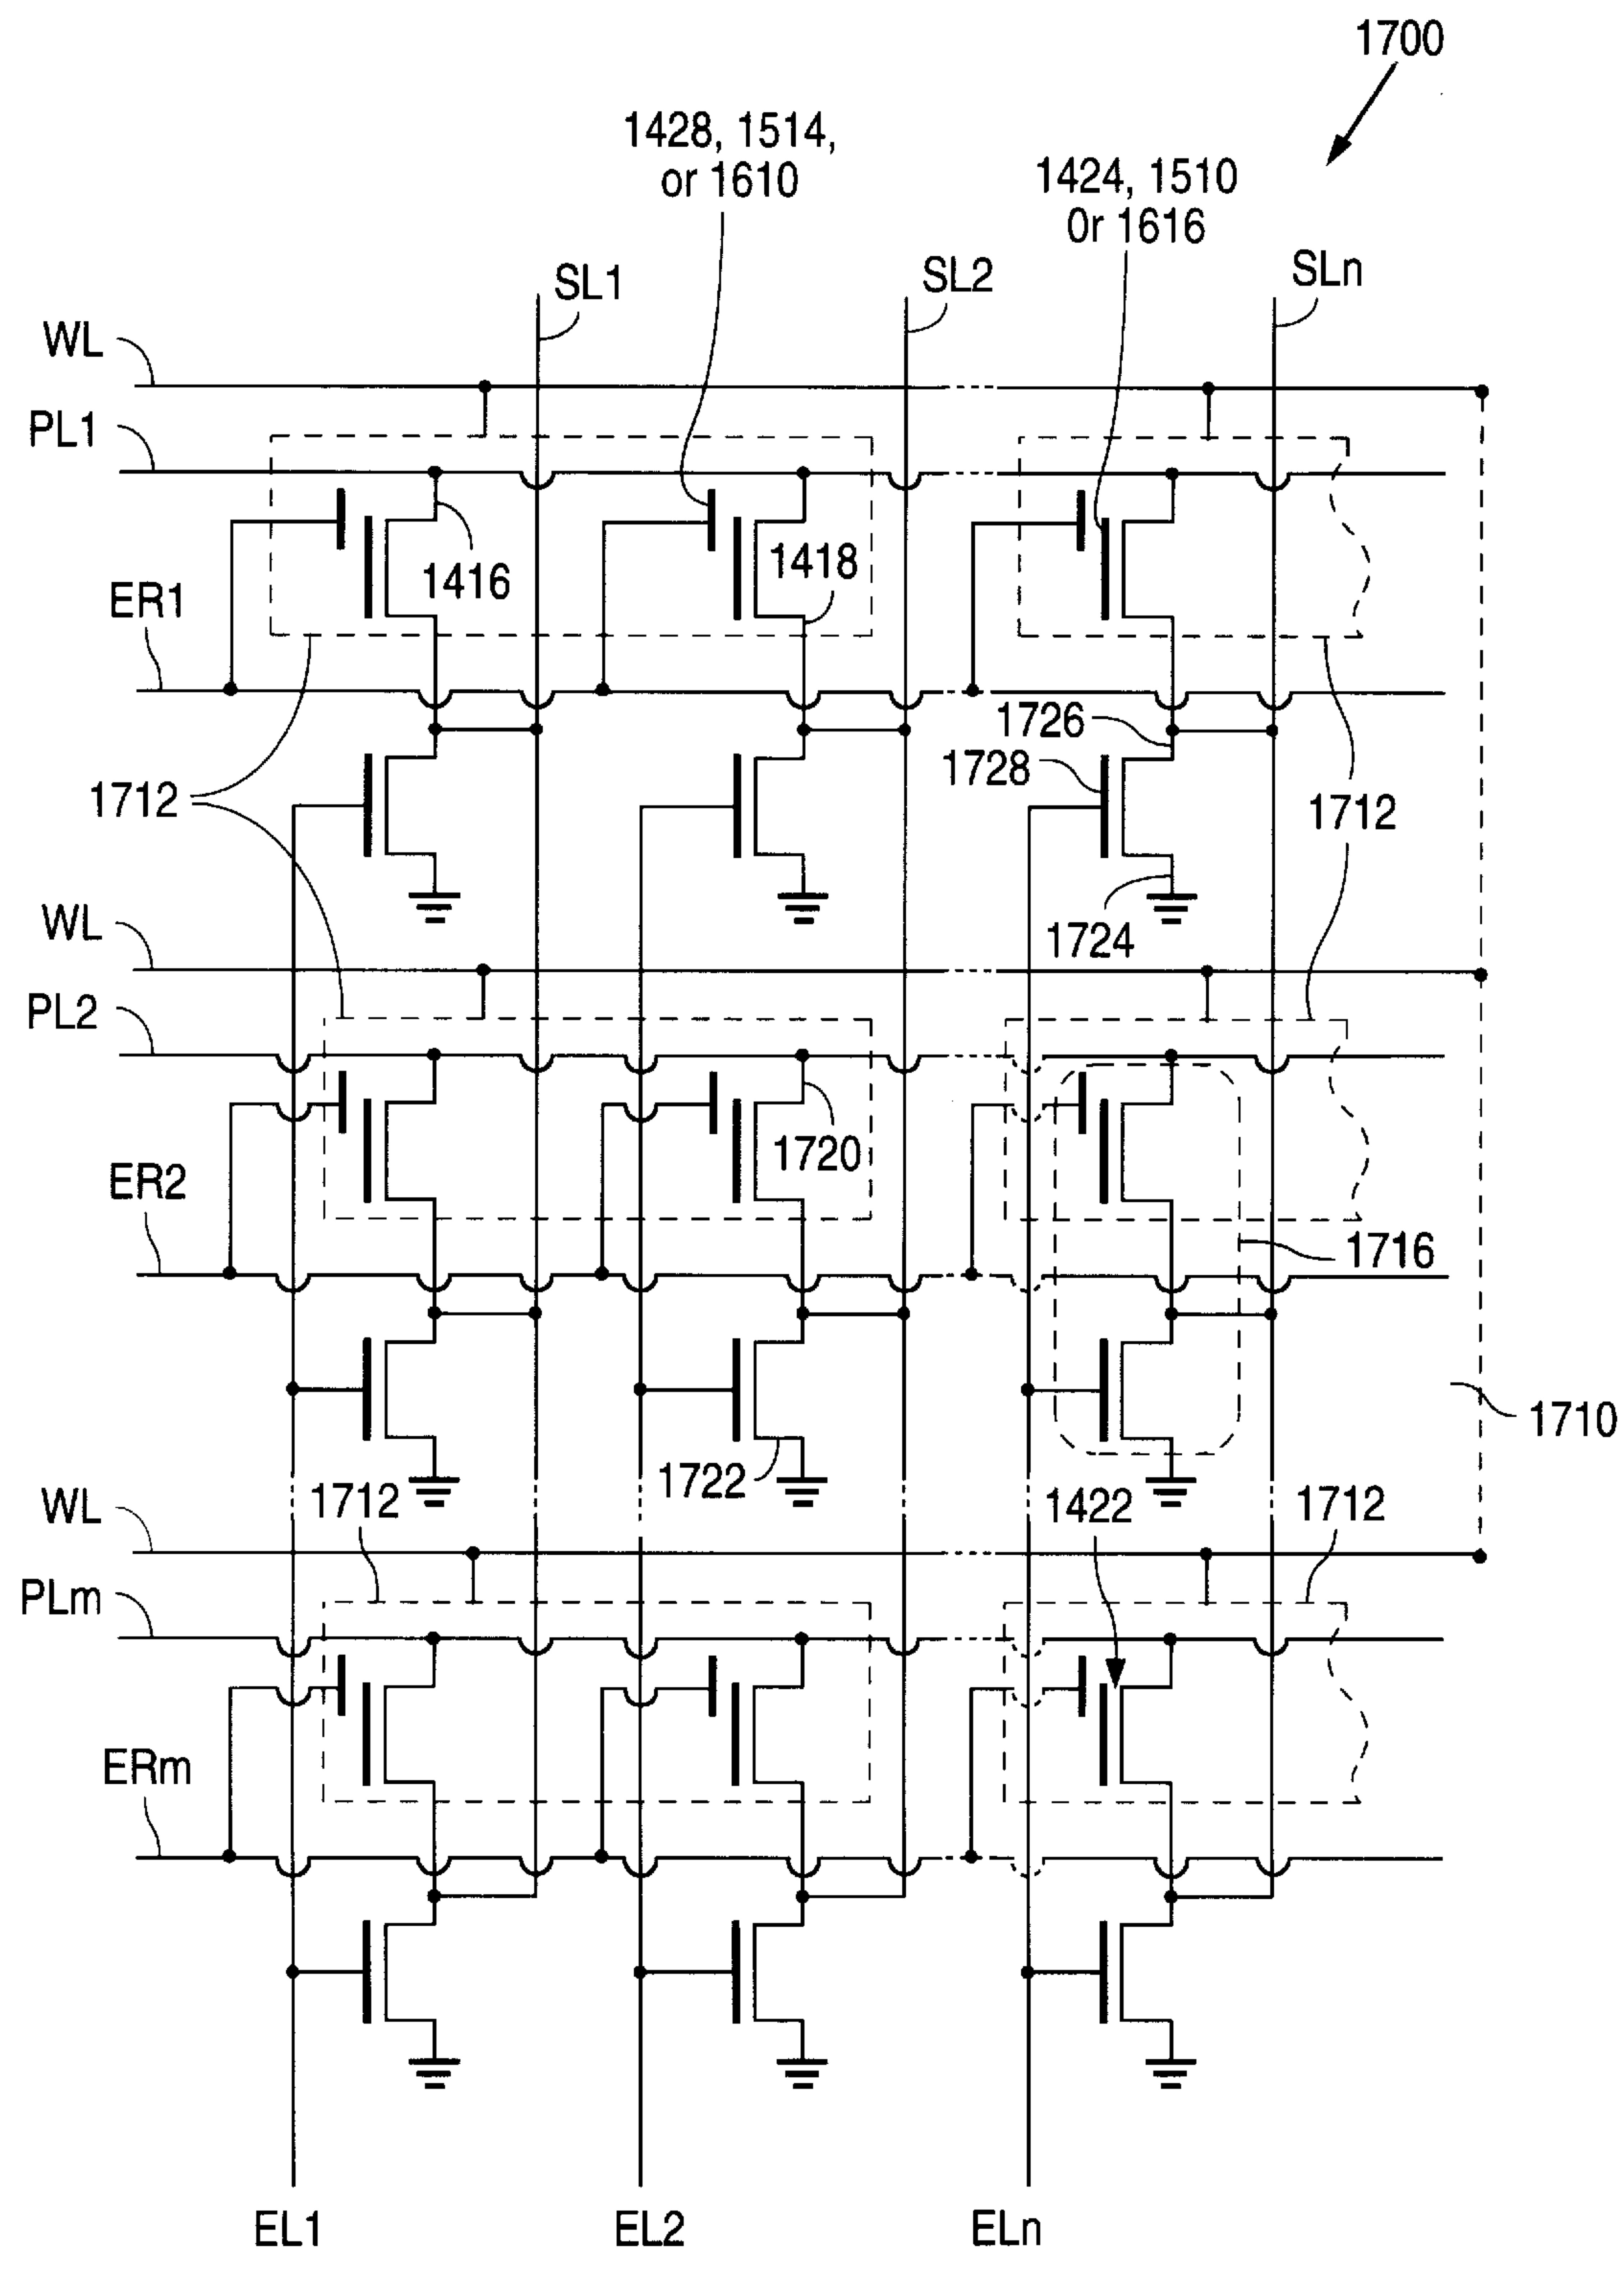 1700
1428, 1514,
or 1610
1424, 1510
0r 1616
SL1
SL2
SLn
WL
PL1
1416
1418
ER1
1726
1728
1712
1712
1724
WL
PL2
1720
ER2
1716
1710
1722
1712
1422
1712
WL
PLm
ERm
EL1
EL2
ELn